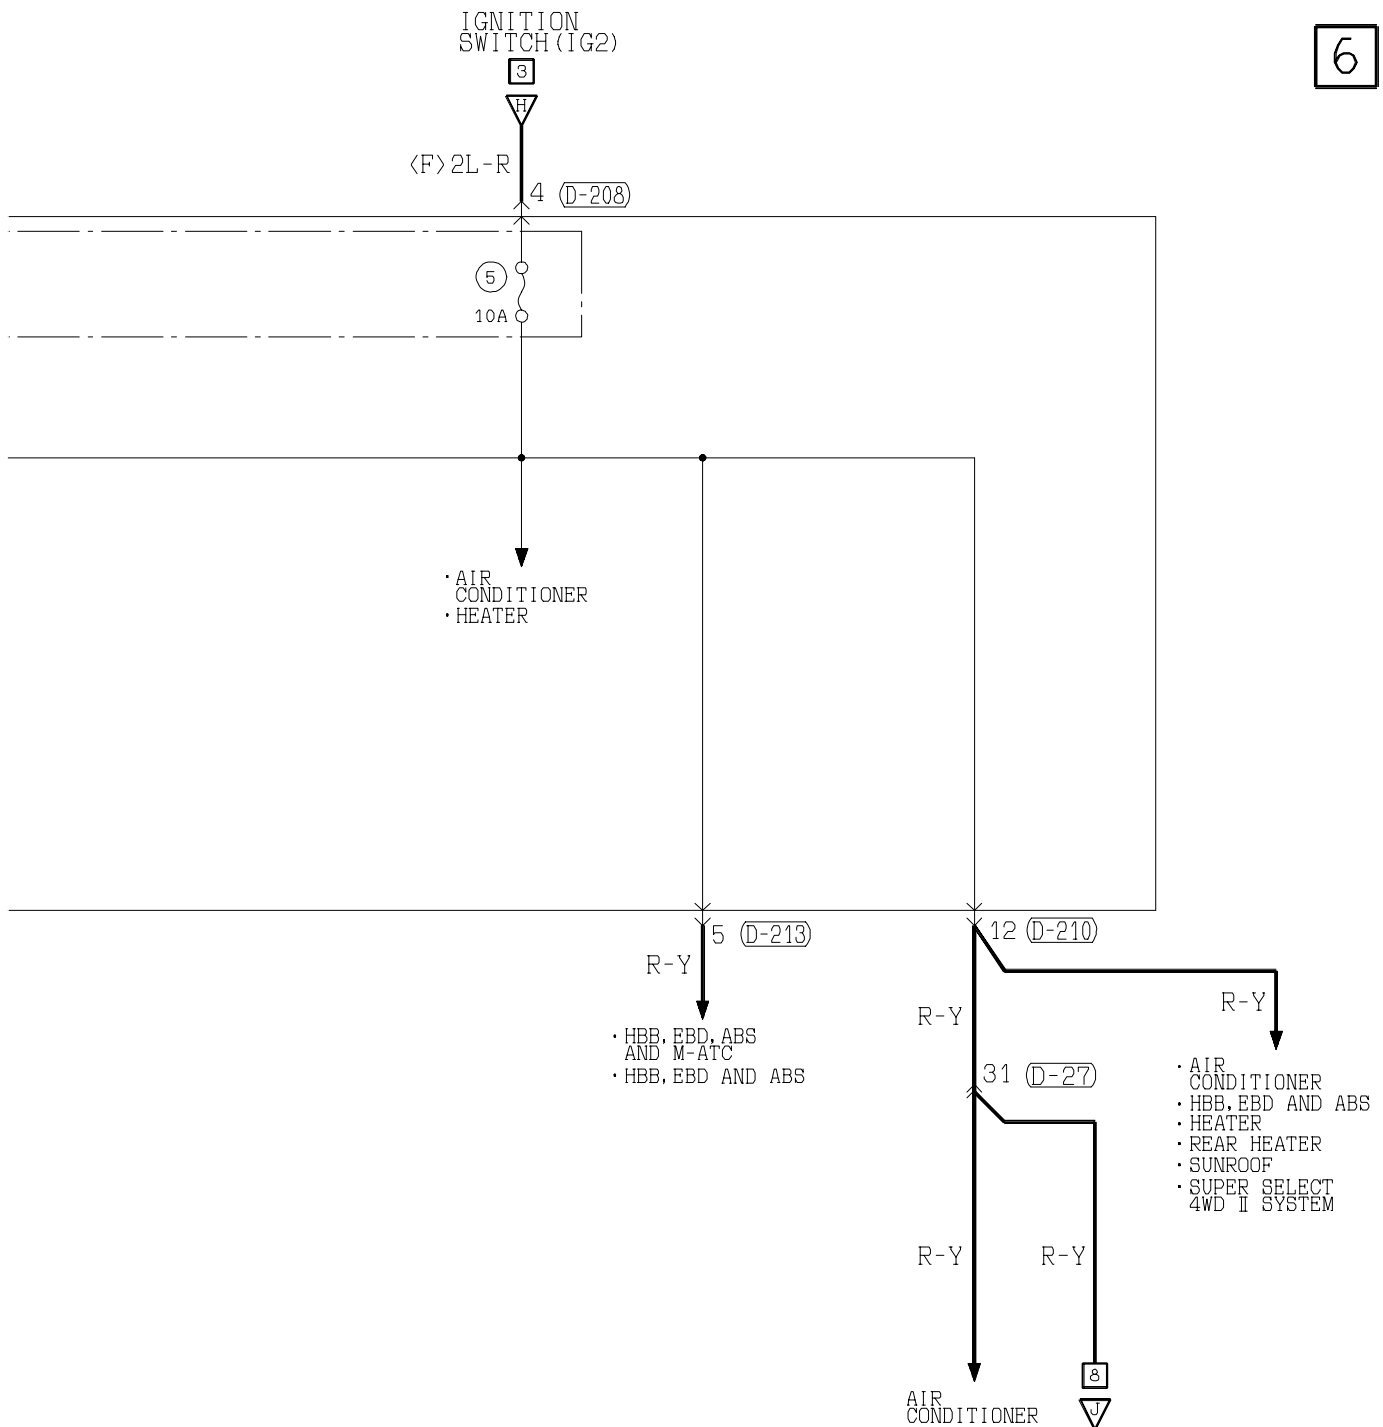 IGNITION
SWITCH(IG2)
6
3
H
<F>2L-R
4 (D-208)
5
10A
·AIR
CONDITIONER
·HEATER
5 (D-213)
12 (D-210)
R-Y
R-Y
R-Y
·HBB,EBD,ABS
AND M-ATC
·HBB,EBD AND ABS
31 (D-27)
·AIR
CONDITIONER
·HBB,EBD AND ABS
·HEATER
·REAR HEATER
·SUNROOF
·SUPER SELECT
4WD Ⅱ SYSTEM
R-Y
R-Y
8
AIR
CONDITIONER
J